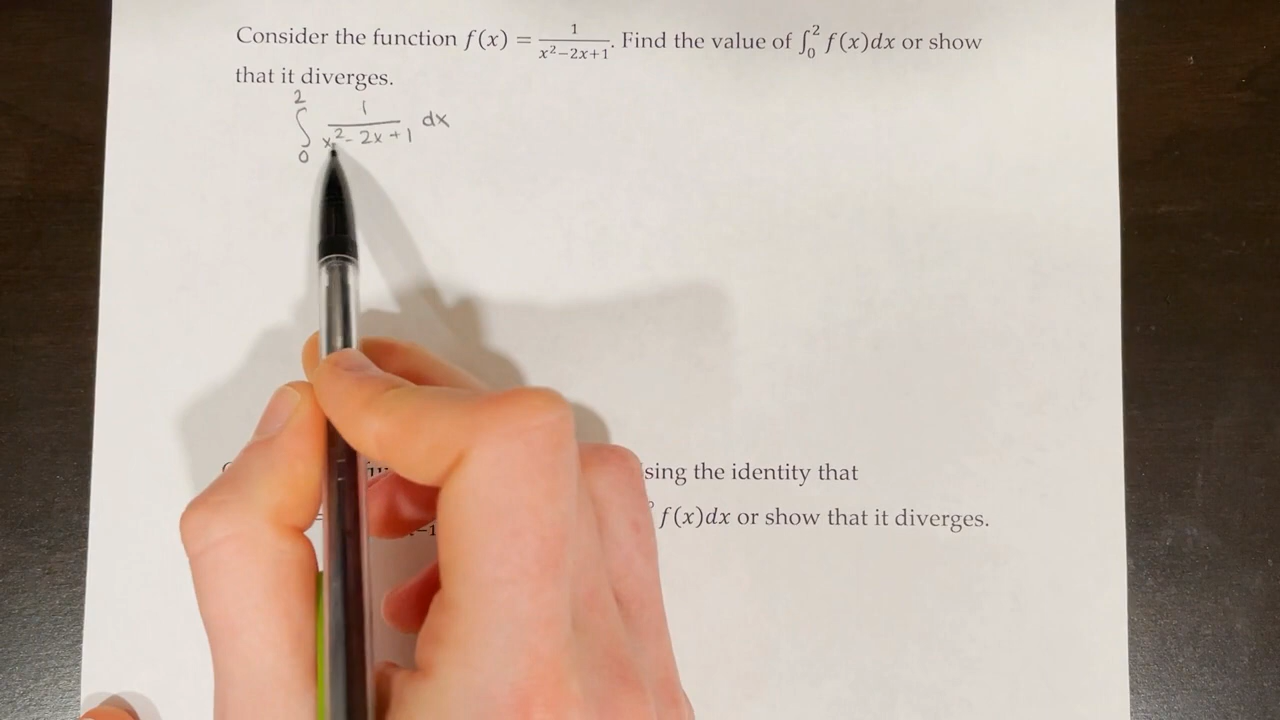 Consider the function f(x) = 1/(x²−2x+1). Find the value of ∫₀² f(x)dx or show
that it diverges.
∫₀² 1/(x²-2x+1) dx
the identity that
f(x)dx or show that it diverges.